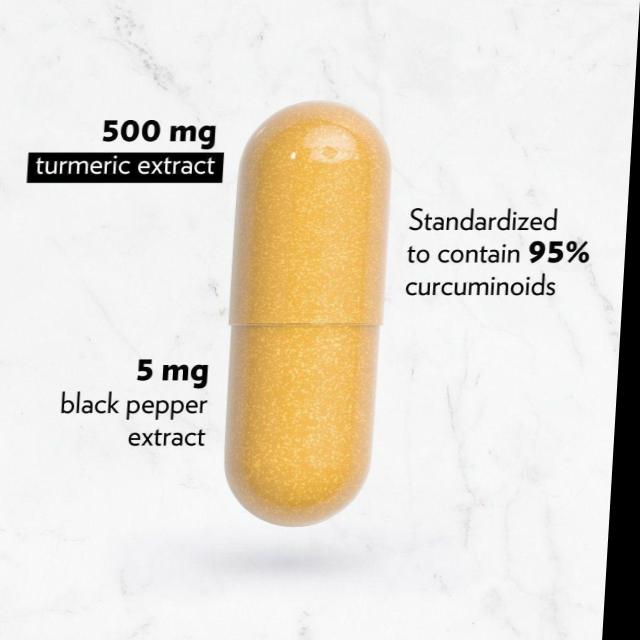 500 mg
turmeric extract
Standardized
to contain 95%
curcuminoids
5 mg
black pepper
extract